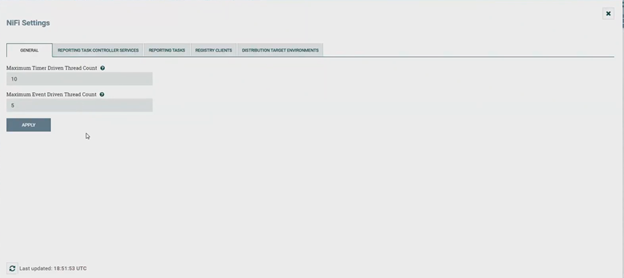 NiFi Settings
GENERAL
REPORTING TASK CONTROLLER SERVICES
REPORTING TASKS
REGISTRY CLIENTS
DISTRIBUTION TARGET ENVIRONMENTS
Maximum Timer Driven Thread Count
10
Maximum Event Driven Thread Count
5
APPLY
Last updated: 18:51:53 UTC